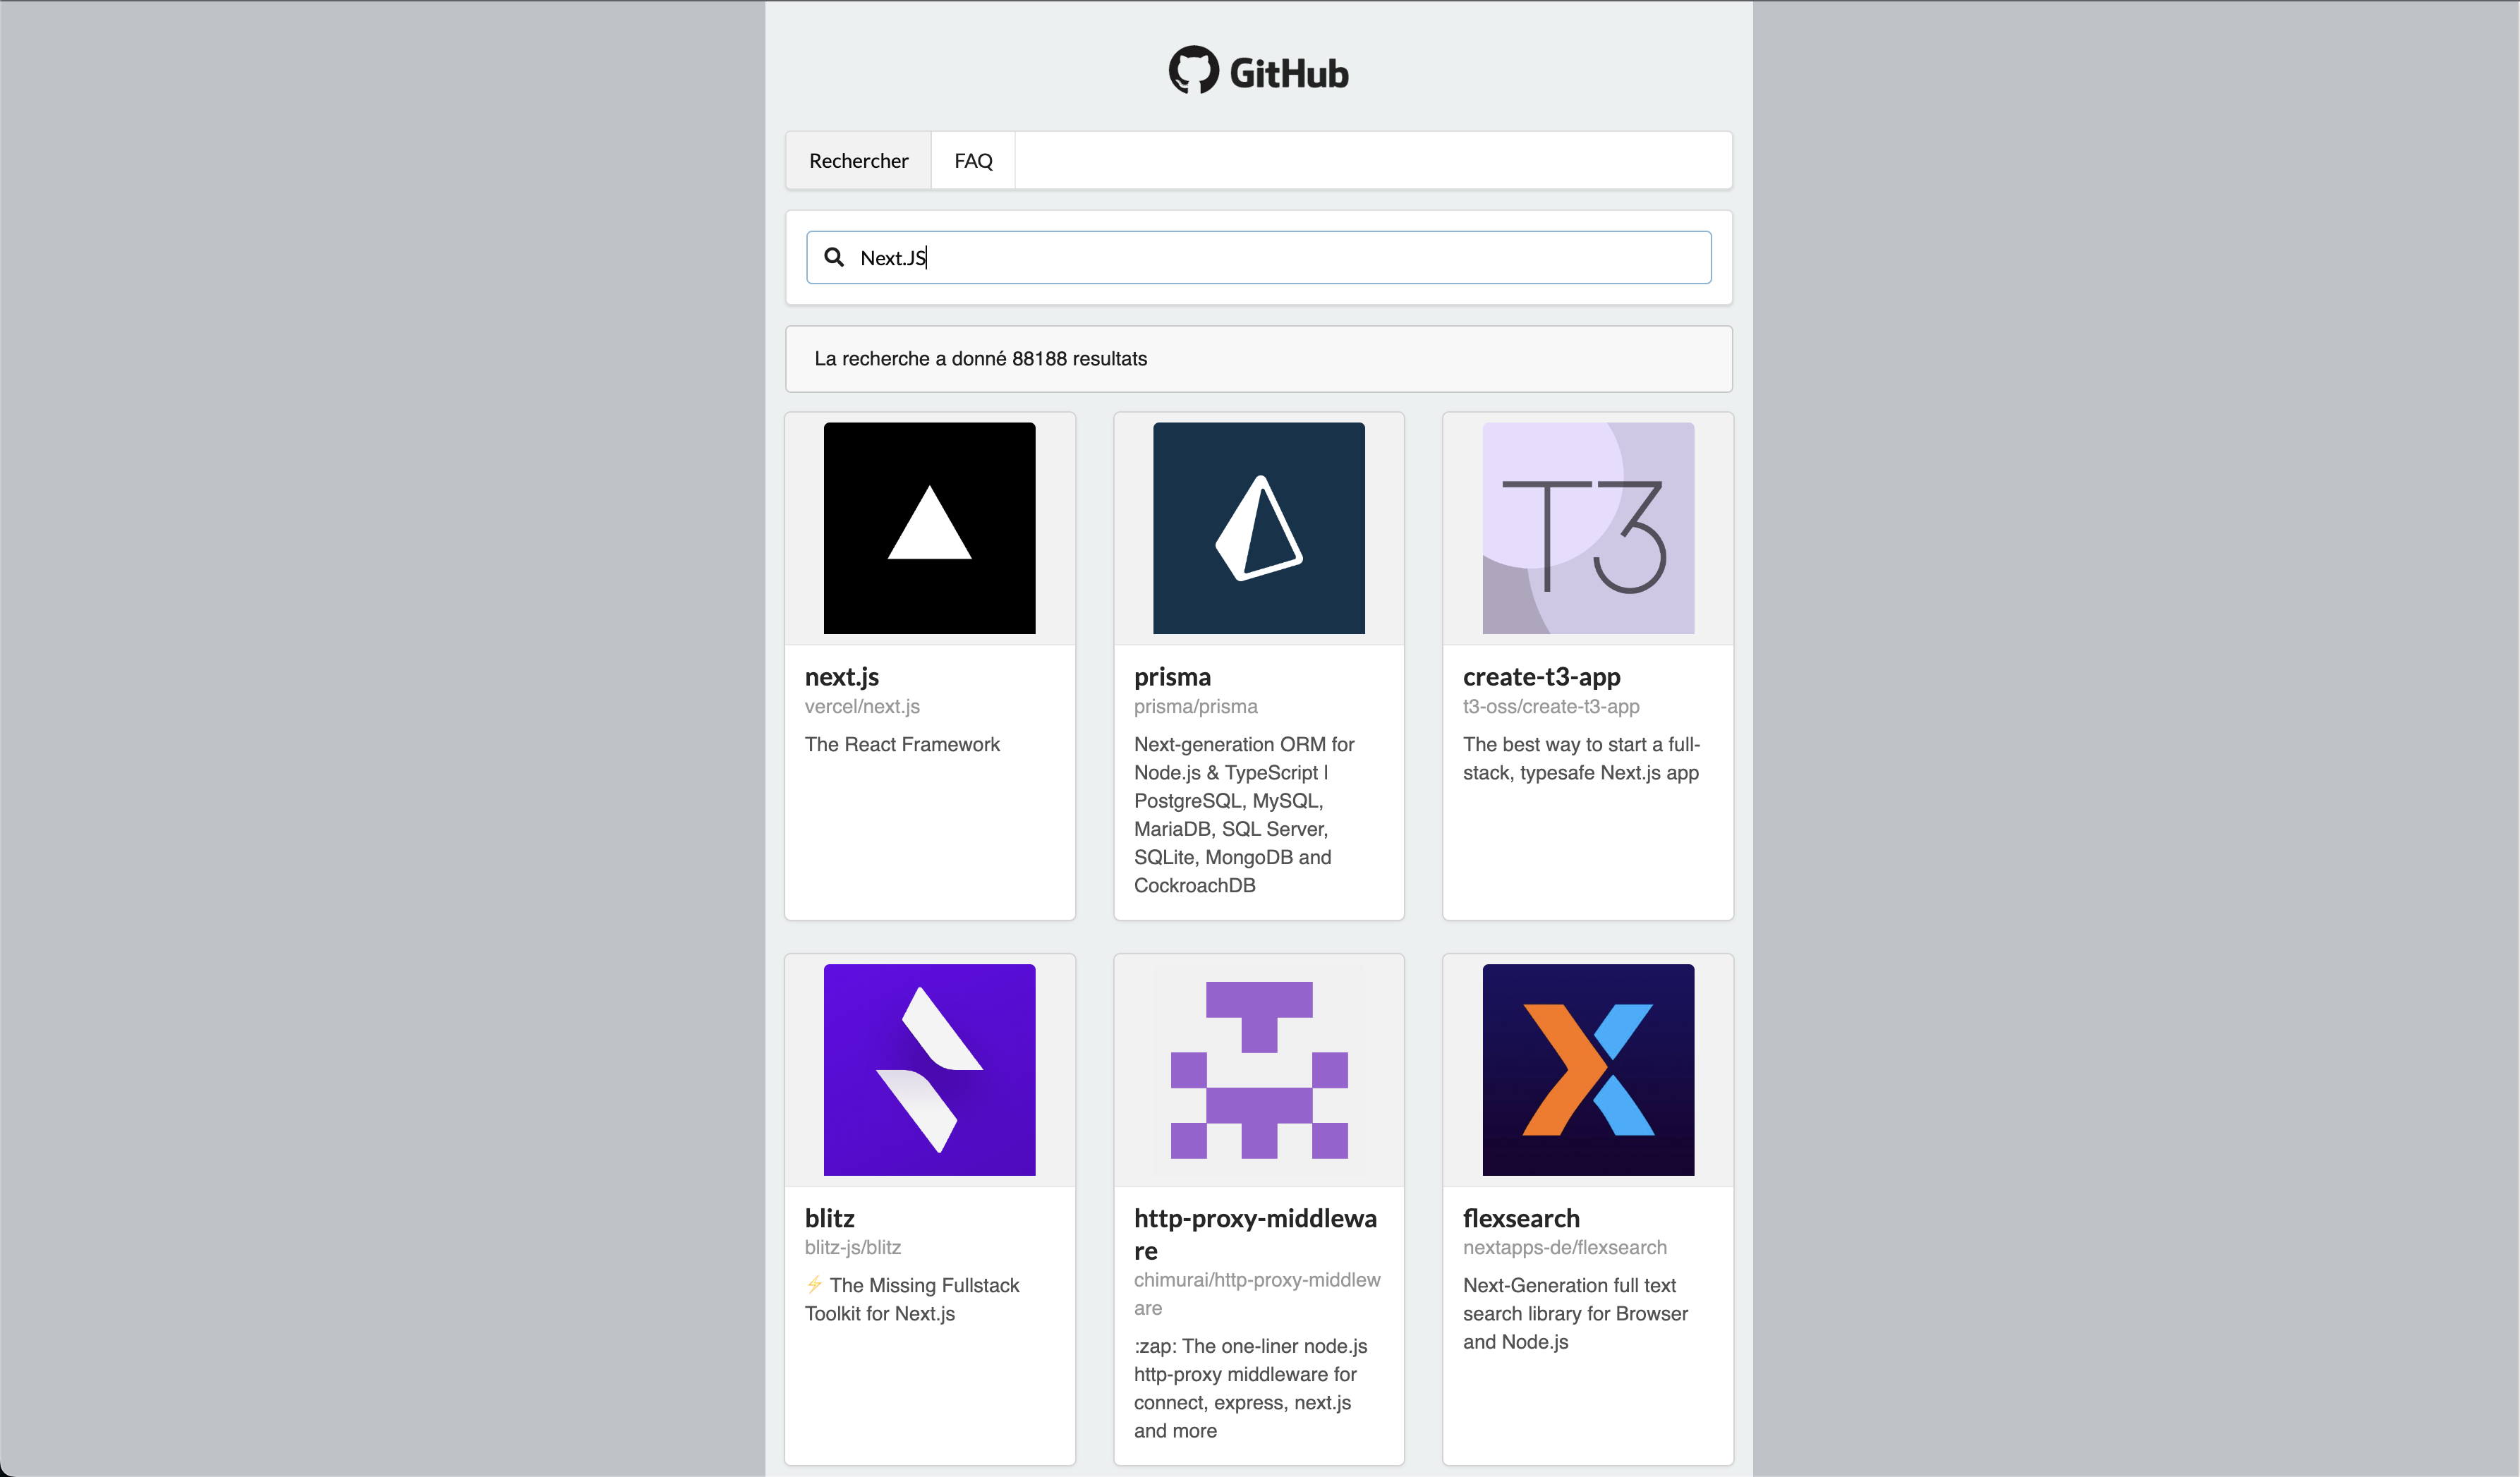 GitHub
Rechercher
FAQ
Next.JS
La recherche a donné 88188 resultats
T3
next.js
vercel/next.js
The React Framework
prisma
prisma/prisma
Next-generation ORM for
Node.js & TypeScript |
PostgreSQL, MySQL,
MariaDB, SQL Server,
SQLite, MongoDB and
CockroachDB
create-t3-app
t3-oss/create-t3-app
The best way to start a full-
stack, typesafe Next.js app
blitz
blitz-js/blitz
⚡ The Missing Fullstack
Toolkit for Next.js
http-proxy-middlewa
re
chimurai/http-proxy-middlew
are
:zap: The one-liner node.js
http-proxy middleware for
connect, express, next.js
and more
flexsearch
nextapps-de/flexsearch
Next-Generation full text
search library for Browser
and Node.js